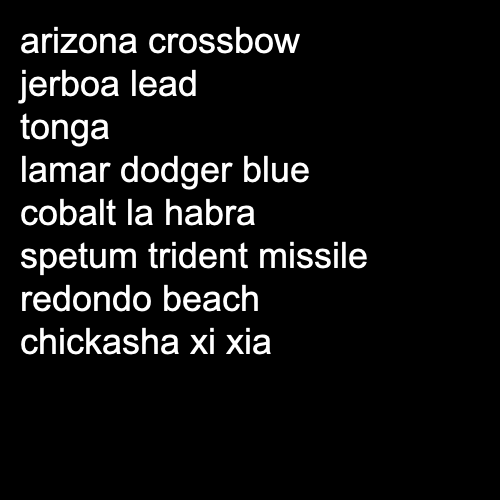 arizona crossbow
jerboa lead
tonga
lamar dodger blue
cobalt la habra
spetum trident missile
redondo beach
chickasha xi xia